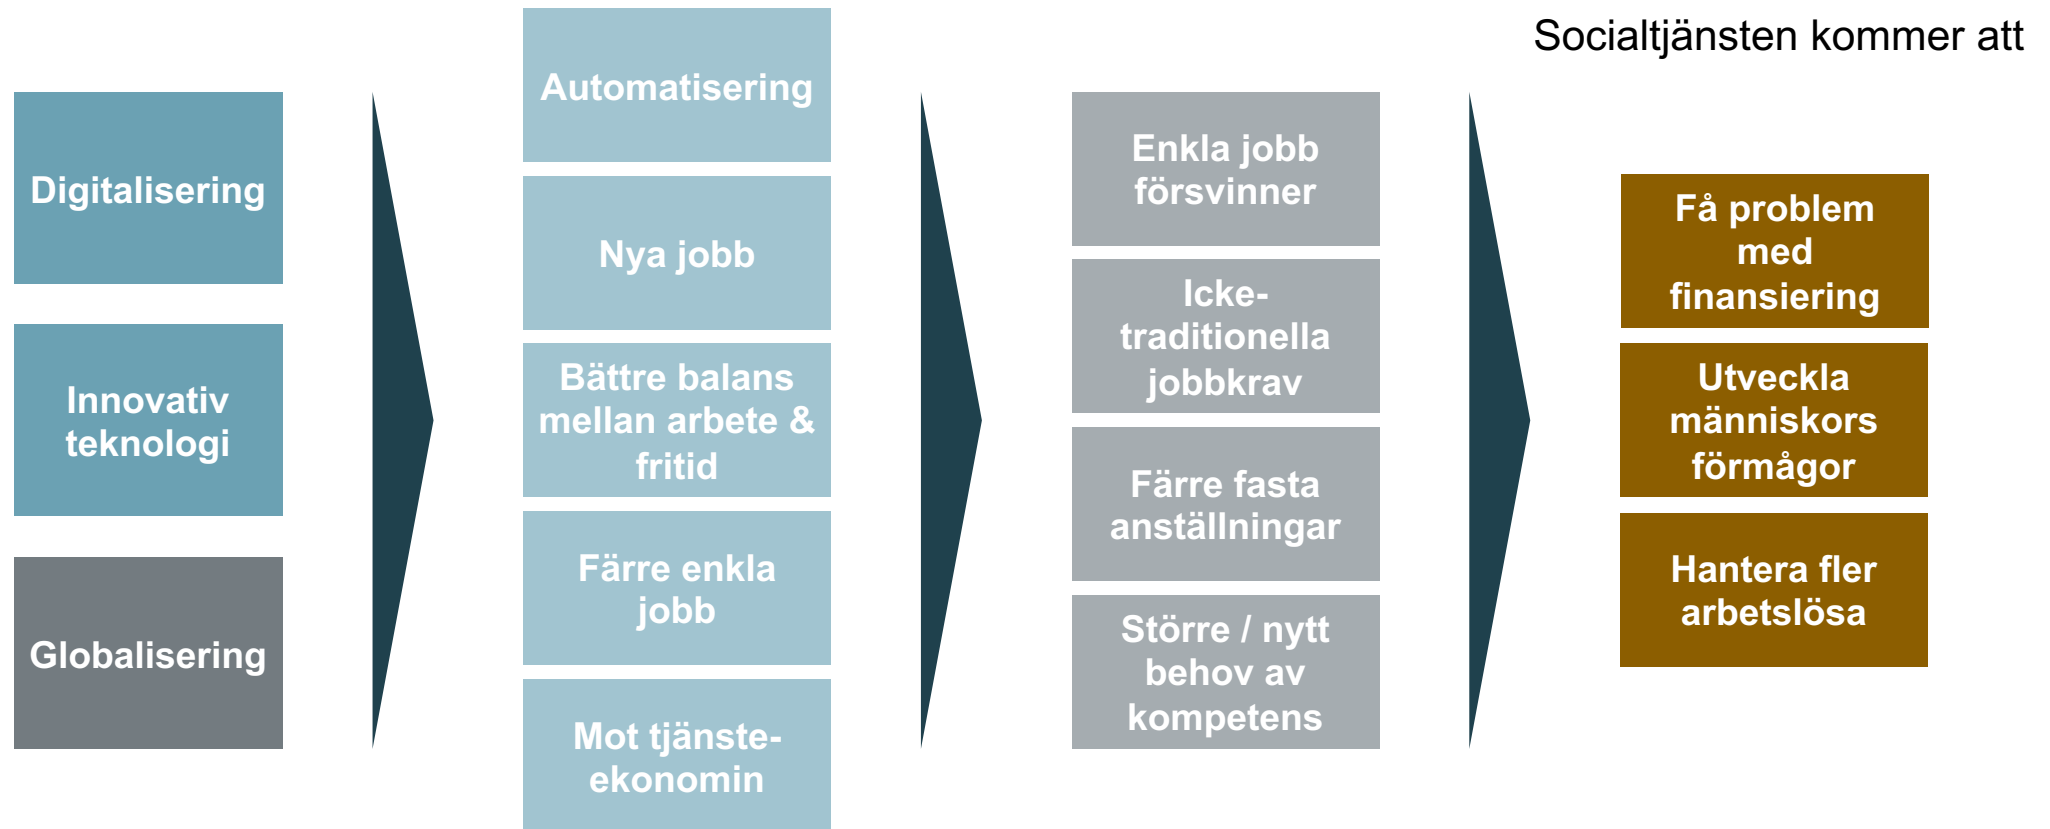 Socialtjänsten kommer att
Digitalisering
Innovativ
teknologi
Globalisering
Automatisering
Nya jobb
Bättre balans
mellan arbete &
fritid
Färre enkla
jobb
Mot tjänste-
ekonomin
Enkla jobb
försvinner
Icke-
traditionella
jobbkrav
Färre fasta
anställningar
Större / nytt
behov av
kompetens
Få problem
med
finansiering
Utveckla
människors
förmågor
Hantera fler
arbetslösa